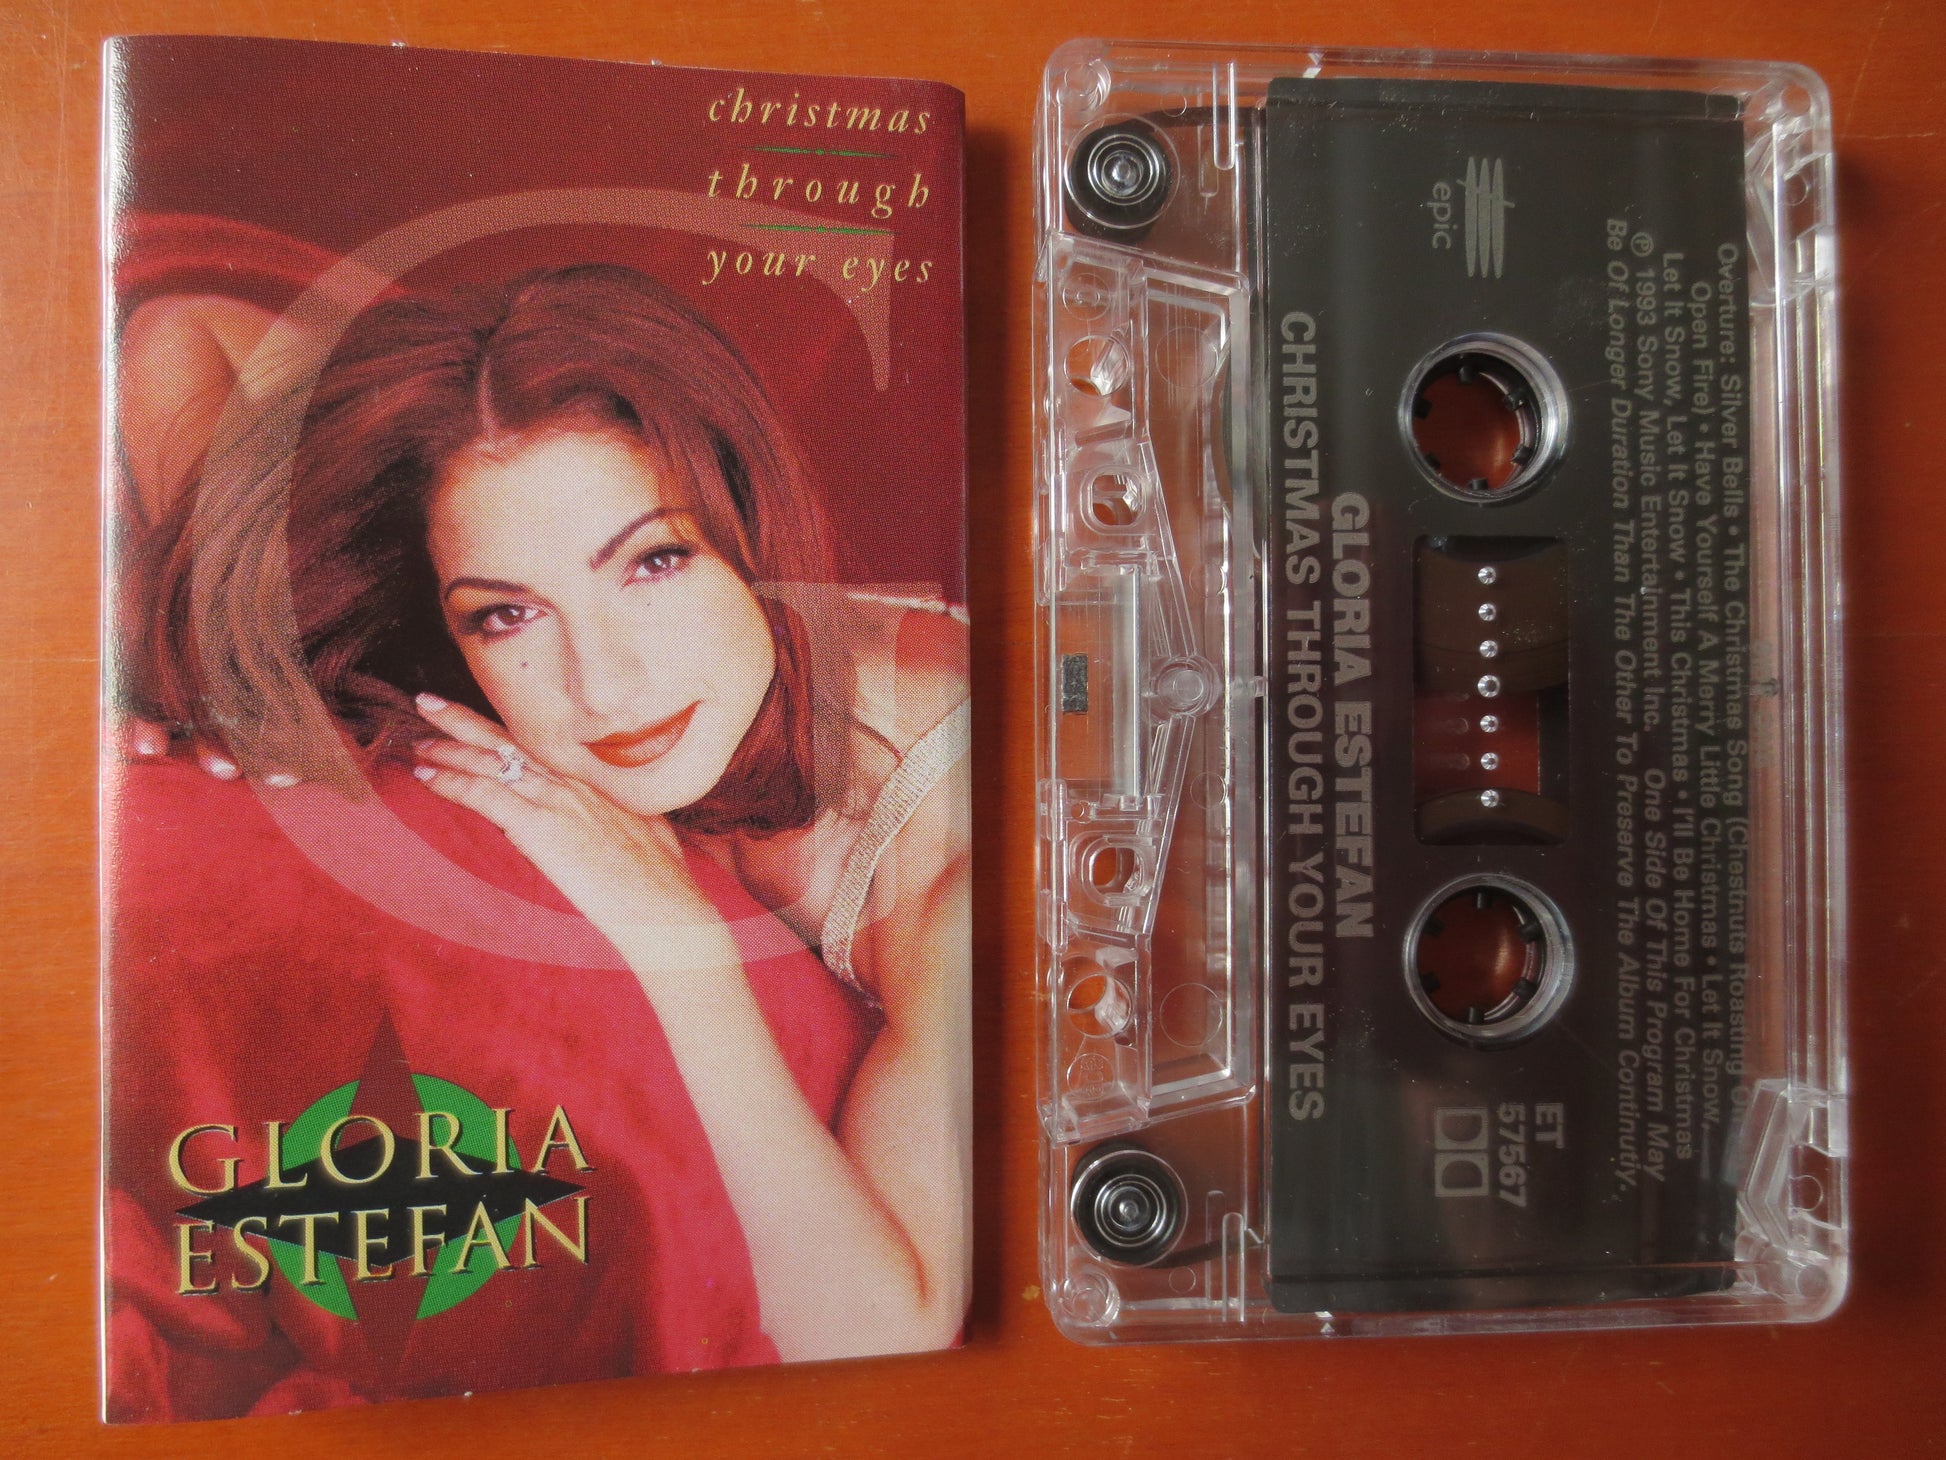 christmas
through
your eyes
GLORIA
ESTEFAN
epic
GLORIA ESTEFAN
CHRISTMAS THROUGH YOUR EYES
ET
57567
Overture: Silver Bells • The Christmas Song (Chestnuts Roasting On
Open Fire) • Have Yourself A Merry Little Christmas • Let It Snow,
Let It Snow, Let It Snow • This Christmas • I'll Be Home For Christmas
℗ 1993 Sony Music Entertainment Inc. One Side Of This Program May
Be Of Longer Duration Than The Other To Preserve The Album Continutiy.